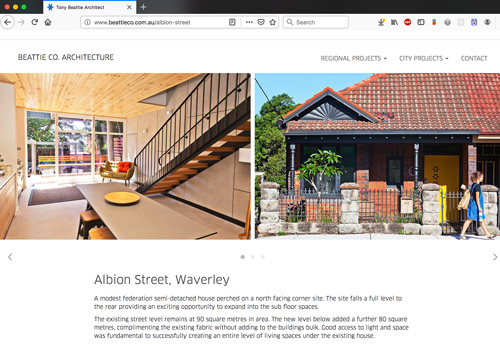 Tony Beattie Architect
www.beattieco.com.au/albion-street
Search
BEATTIE CO. ARCHITECTURE
REGIONAL PROJECTS
CITY PROJECTS
CONTACT
Albion Street, Waverley
A modest federation semi-detached house perched on a north facing corner site. The site falls a full level to
the rear providing an exciting opportunity to expand into the sub floor spaces.
The existing street level remains at 90 square metres in area. The new level below added a further 80 square
metres, complimenting the existing fabric without adding to the buildings bulk. Good access to light and space
was fundamental to successfully creating an entire level of living spaces under the existing house.